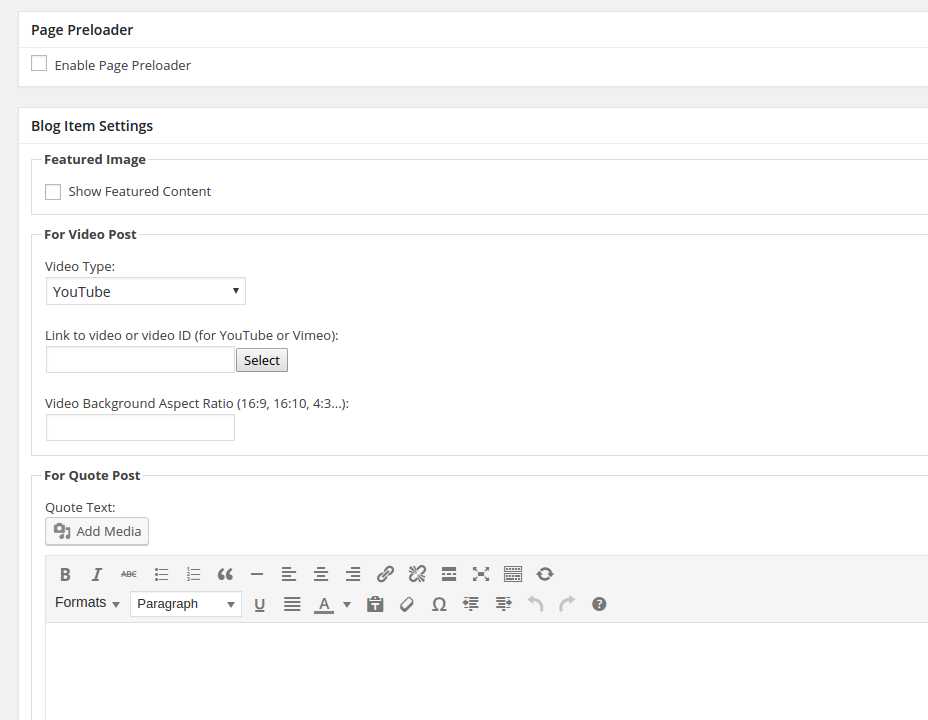 Page Preloader
Enable Page Preloader
Blog Item Settings
Featured Image
Show Featured Content
For Video Post
Video Type:
YouTube
Link to video or video ID (for YouTube or Vimeo):
Select
Video Background Aspect Ratio (16:9, 16:10, 4:3...):
For Quote Post
Quote Text:
Add Media
B I ABC
Formats Paragraph U A T Ω ?